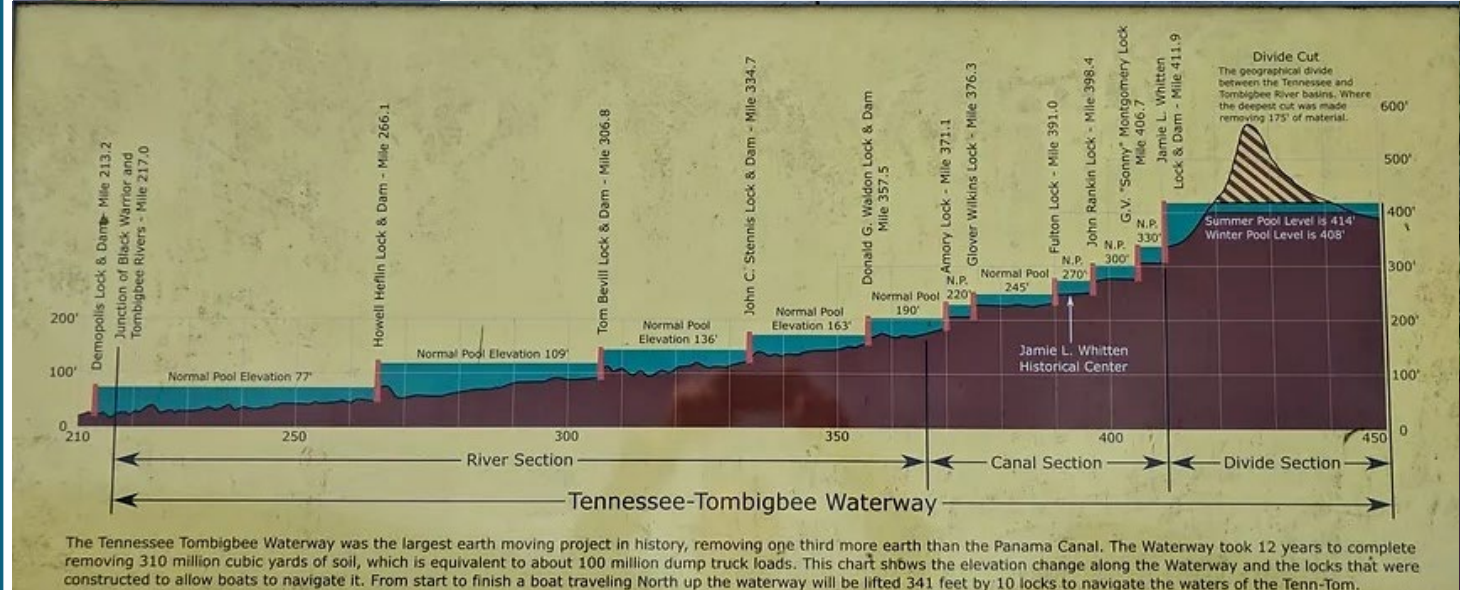 Demopolis Lock & Dam - Mile 213.2
Junction of Black Warrior and
Tombigbee Rivers - Mile 217.0
Howell Heflin Lock & Dam - Mile 266.1
Tom Bevill Lock & Dam - Mile 306.8
John C. Stennis Lock & Dam - Mile 334.7
Donald G. Waldon Lock & Dam
Mile 357.5
Amory Lock - Mile 371.1
Glover Wilkins Lock - Mile 376.3
Fulton Lock - Mile 391.0
John Rankin Lock - Mile 398.4
G.V. "Sonny" Montgomery Lock
Mile 406.7
Jamie L. Whitten
Lock & Dam - Mile 411.9
Divide Cut
The geographical divide
between the Tennessee and
Tombigbee River basins. Where
the deepest cut was made
removing 175' of material.
600'
500'
400'
300'
200'
100'
0
200'
100'
0
Normal Pool Elevation 77'
Normal Pool Elevation 109'
Normal Pool
Elevation 136'
Normal Pool
Elevation 163'
Normal Pool
190'
N.P.
220'
Normal Pool
245'
N.P.
270'
N.P.
300'
N.P.
330'
Summer Pool Level is 414'
Winter Pool Level is 408'
Jamie L. Whitten
Historical Center
210 250 300 350 400 450
River Section Canal Section Divide Section
Tennessee-Tombigbee Waterway
The Tennessee Tombigbee Waterway was the largest earth moving project in history, removing one third more earth than the Panama Canal. The Waterway took 12 years to complete
removing 310 million cubic yards of soil, which is equivalent to about 100 million dump truck loads. This chart shows the elevation change along the Waterway and the locks that were
constructed to allow boats to navigate it. From start to finish a boat traveling North up the waterway will be lifted 341 feet by 10 locks to navigate the waters of the Tenn-Tom.